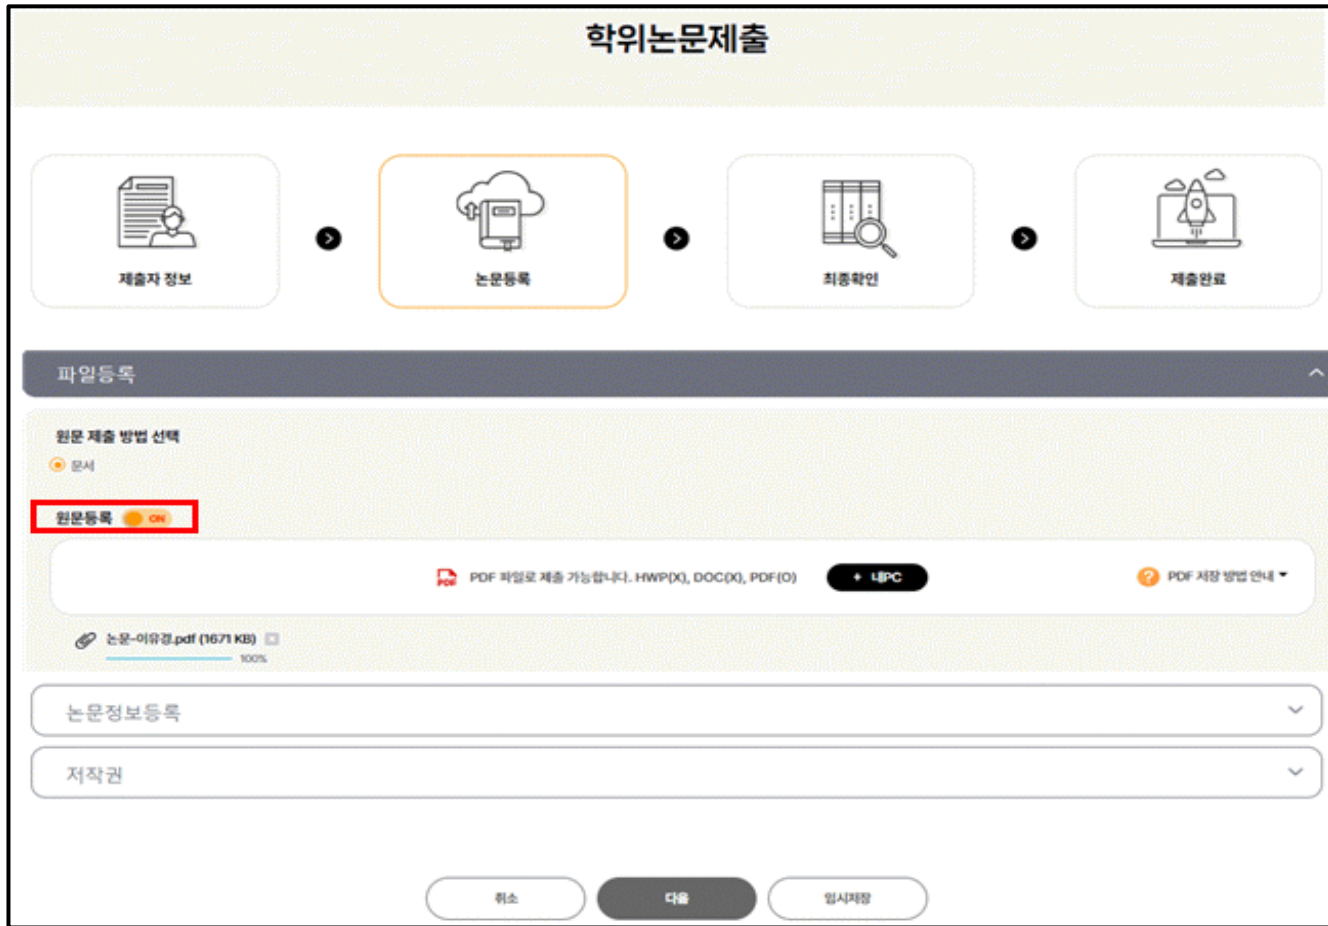 학위논문제출
제출자 정보
논문등록
최종확인
제출완료
파일등록
원문 제출 방법 선택
문서
원문등록 ON
PDF PDF 파일로 제출 가능합니다. HWP(X), DOC(X), PDF(O) + 내PC ? PDF 저장 방법 안내
논문-이유경.pdf (1671 KB)
100%
논문정보등록
저작권
취소 다음 임시저장